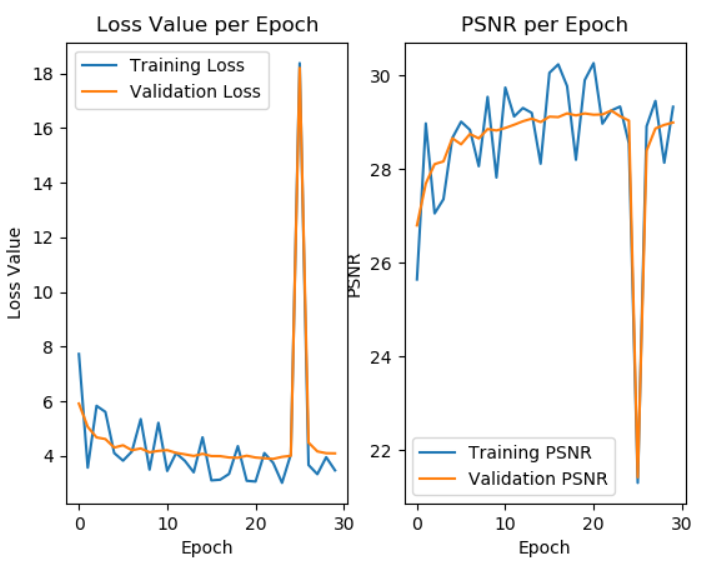 Loss Value per Epoch
Training Loss
Validation Loss
18
16
14
12
10
8
6
4
Loss Value
0
10
20
30
Epoch
PSNR per Epoch
30
28
26
24
22
PSNR
Training PSNR
Validation PSNR
0
10
20
30
Epoch